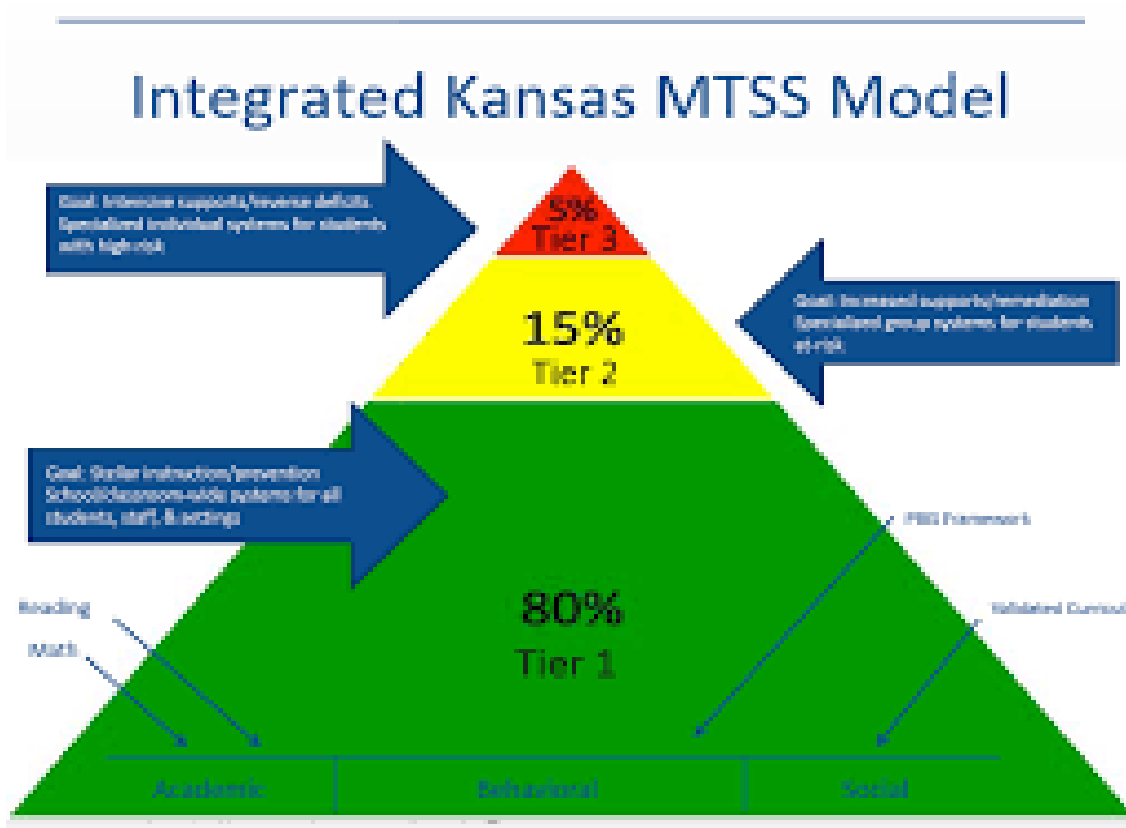 Integrated Kansas MTSS Model
Goal: Intensive supports/reverse deficits.
Specialized individual systems for students
with high risk
5%
Tier 3
Goal: Increased supports/remediation
Specialized group systems for students
at-risk
15%
Tier 2
Goal: Stellar instruction/prevention
School/classroom-wide systems for all
students, staff, & settings
PBIS Framework
Reading
Validated Curricul
Math
80%
Tier 1
Academic
Behavioral
Social